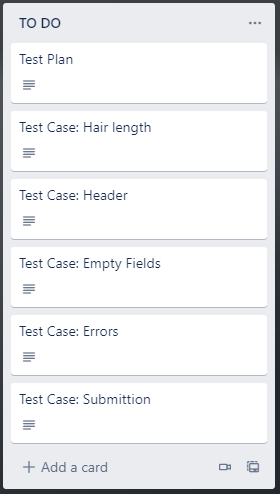 TO DO
Test Plan
Test Case: Hair length
Test Case: Header
Test Case: Empty Fields
Test Case: Errors
Test Case: Submittion
Add a card